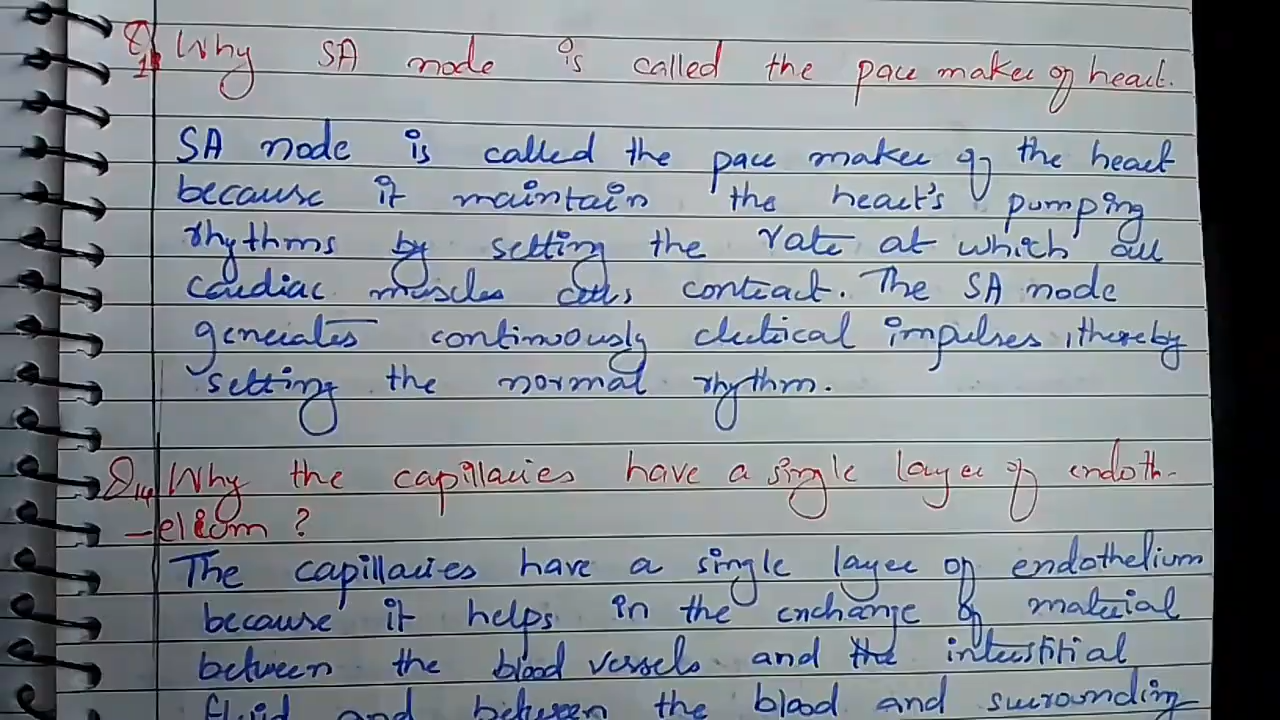 Q1 Why SA node is called the pace maker of heart.
SA node is called the pace maker of the heart
because it maintain the heart's pumping
rhythms by setting the rate at which all
cardiac muscles cells contract. The SA node
generates continuously electrical impulses, thereby
setting the normal rhythm.
Q14 Why the capillaries have a single layer of endoth-
-elium ?
The capillaries have a single layer of endothelium
because it helps in the enchange of material
between the blood vessels and the interstitial
fluid and between the blood and surrounding